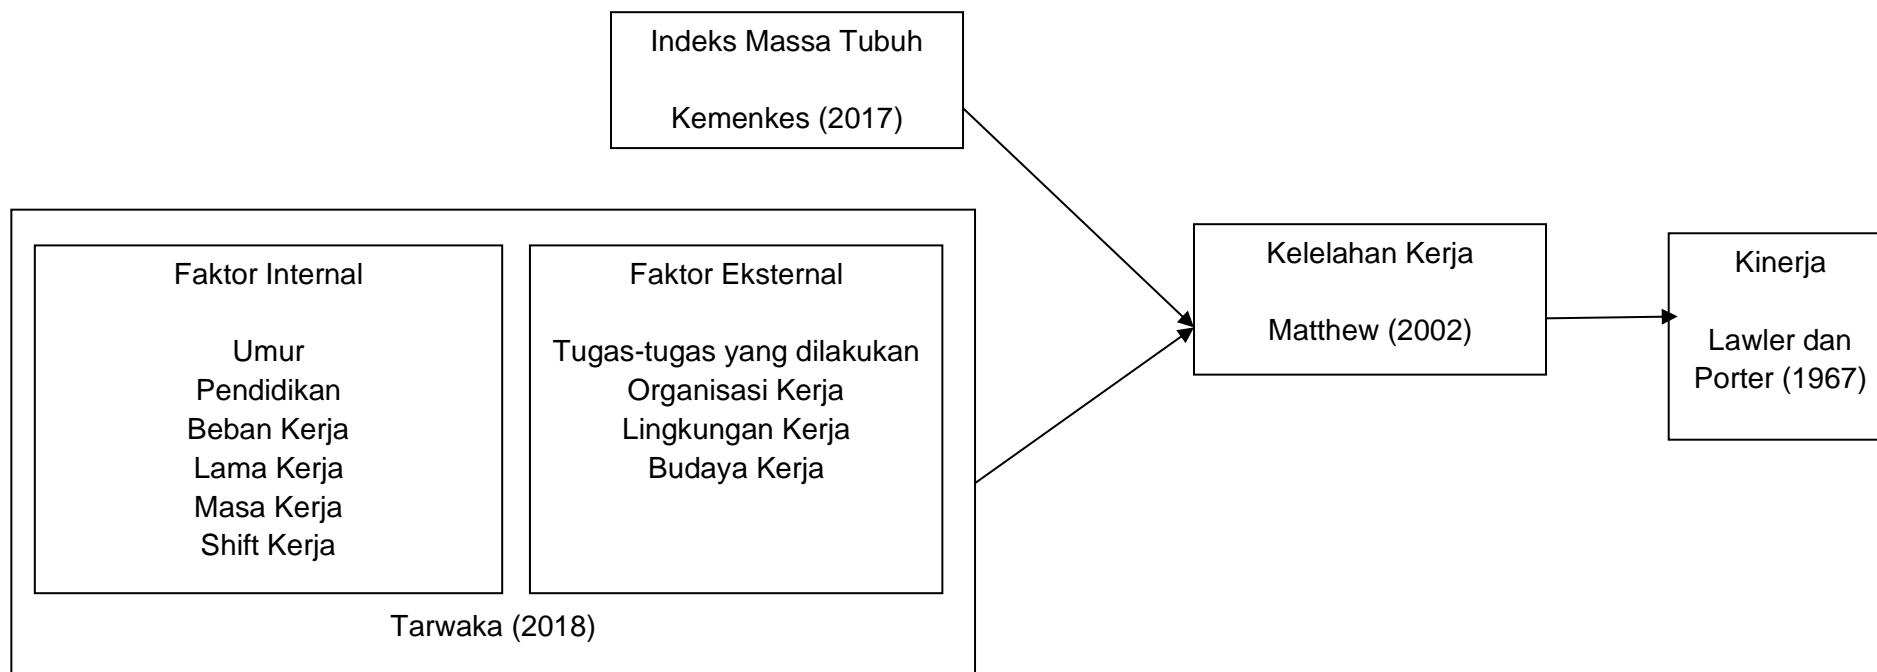 Indeks Massa Tubuh
Kemenkes (2017)
Faktor Internal
Umur
Pendidikan
Beban Kerja
Lama Kerja
Masa Kerja
Shift Kerja
Faktor Eksternal
Tugas-tugas yang dilakukan
Organisasi Kerja
Lingkungan Kerja
Budaya Kerja
Tarwaka (2018)
Kelelahan Kerja
Matthew (2002)
Kinerja
Lawler dan
Porter (1967)